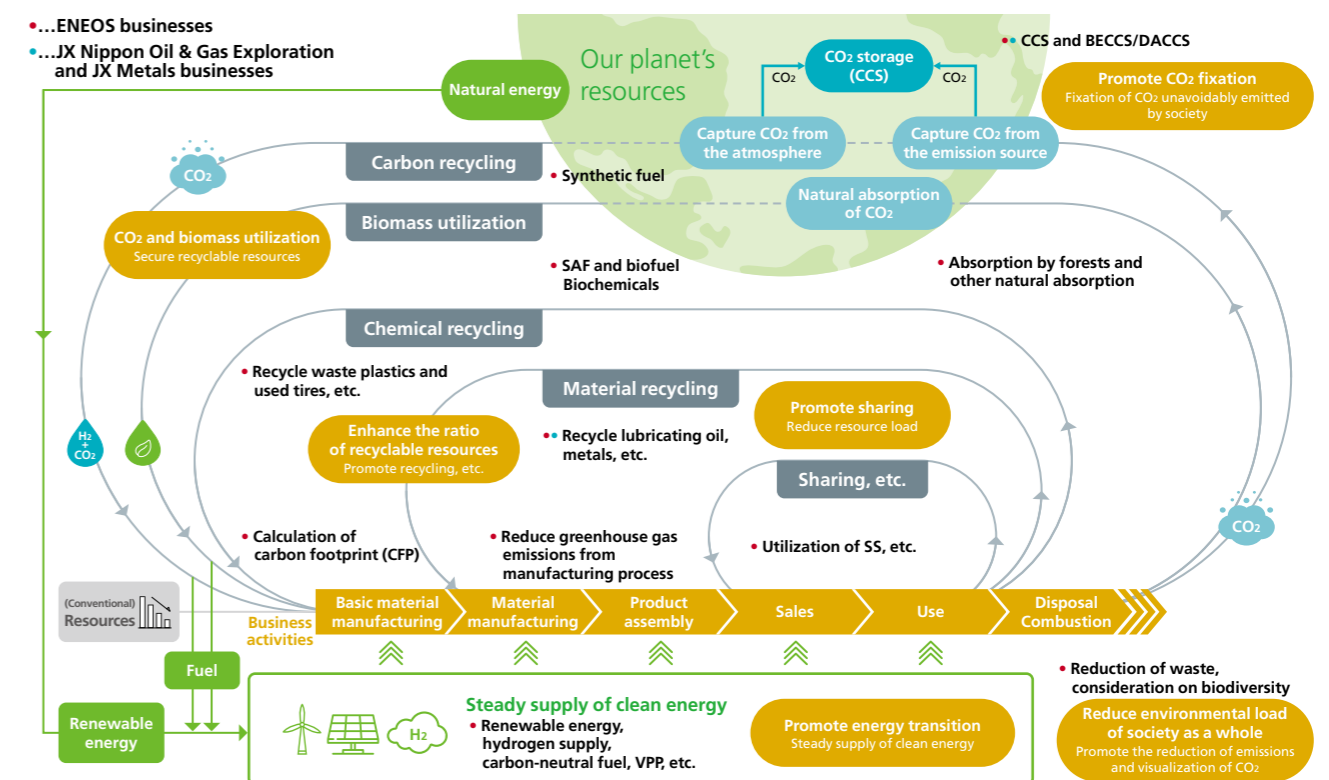 •...ENEOS businesses
•...JX Nippon Oil & Gas Exploration
and JX Metals businesses
Natural energy
Our planet's
resources
CO2 storage
(CCS)
CO2
CO2
•• CCS and BECCS/DACCS
Promote CO2 fixation
Fixation of CO2 unavoidably emitted
by society
Capture CO2 from
the atmosphere
Capture CO2 from
the emission source
Carbon recycling
CO2
• Synthetic fuel
Natural absorption
of CO2
Biomass utilization
CO2 and biomass utilization
Secure recyclable resources
• SAF and biofuel
Biochemicals
• Absorption by forests and
other natural absorption
Chemical recycling
• Recycle waste plastics and
used tires, etc.
Material recycling
Promote sharing
Reduce resource load
Enhance the ratio
of recyclable resources
Promote recycling, etc.
•• Recycle lubricating oil,
metals, etc.
H2
+
CO2
Sharing, etc.
CO2
• Calculation of
carbon footprint (CFP)
• Reduce greenhouse gas
emissions from
manufacturing process
• Utilization of SS, etc.
(Conventional)
Resources
Business
activities
Basic material
manufacturing
Material
manufacturing
Product
assembly
Sales
Use
Disposal
Combustion
Fuel
Renewable
energy
H2
Steady supply of clean energy
• Renewable energy,
hydrogen supply,
carbon-neutral fuel, VPP, etc.
Promote energy transition
Steady supply of clean energy
• Reduction of waste,
consideration on biodiversity
Reduce environmental load
of society as a whole
Promote the reduction of emissions
and visualization of CO2